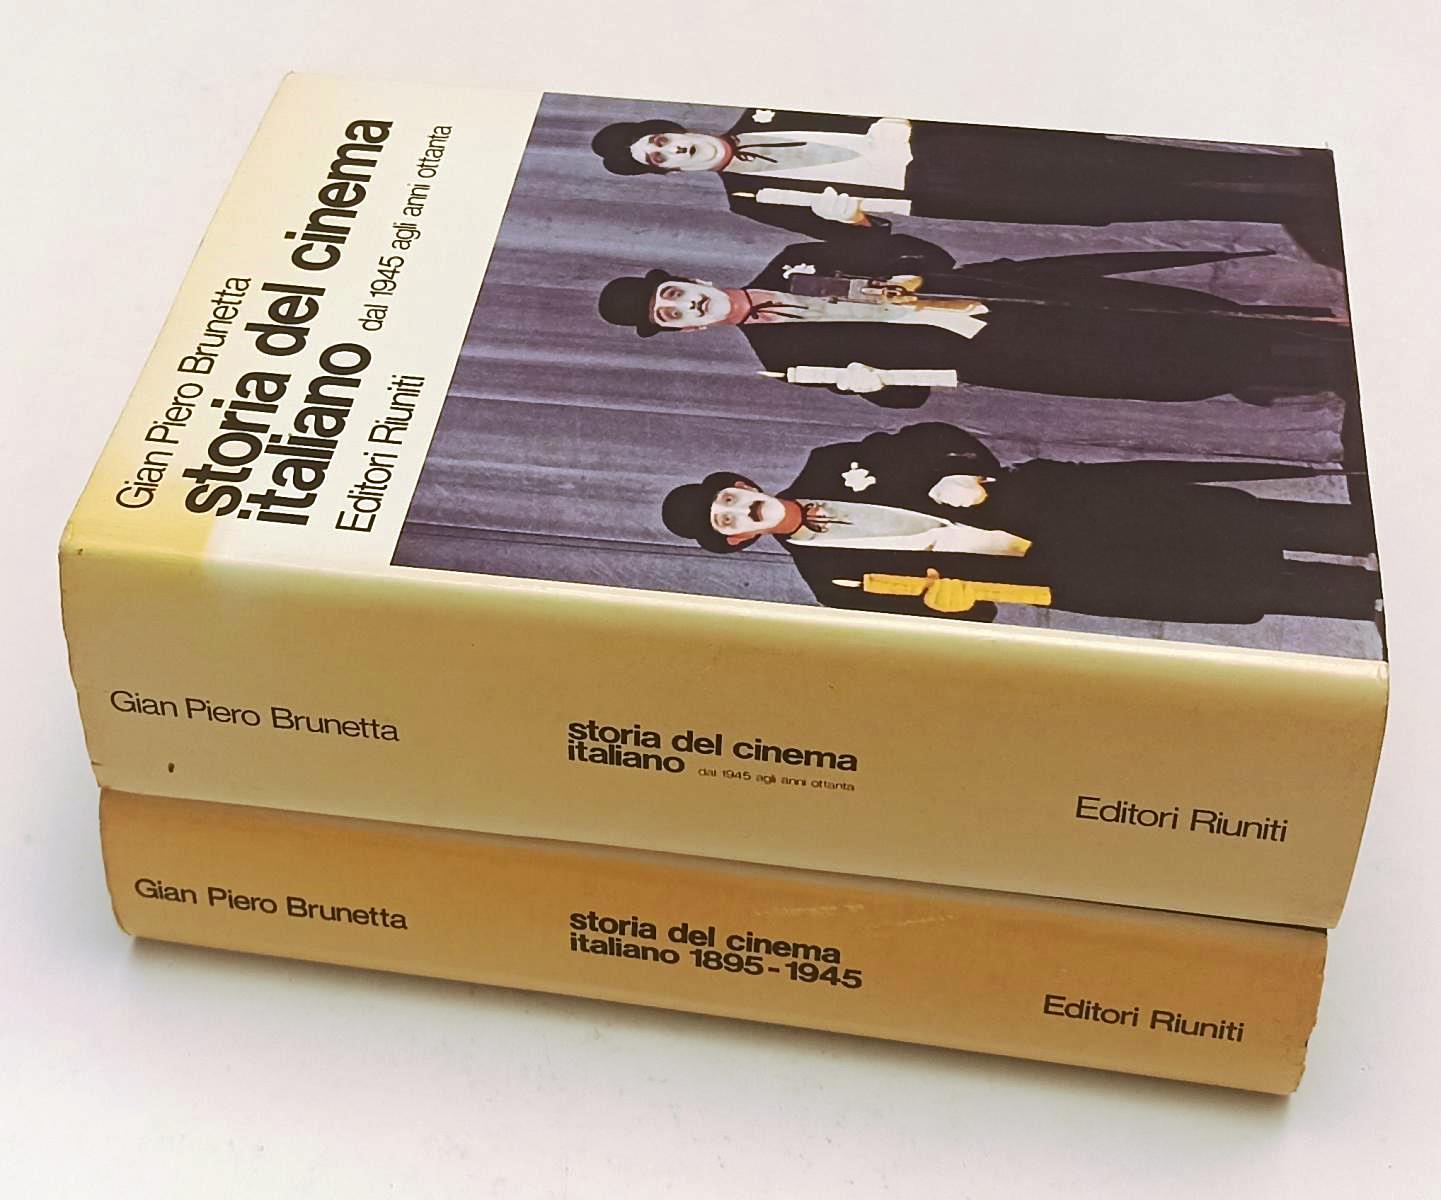 Gian Piero Brunetta
storia del cinema
italiano dal 1945 agli anni ottanta
Editori Riuniti
Gian Piero Brunetta
storia del cinema
italiano dal 1945 agli anni ottanta
Editori Riuniti
Gian Piero Brunetta
storia del cinema
italiano 1895-1945
Editori Riuniti